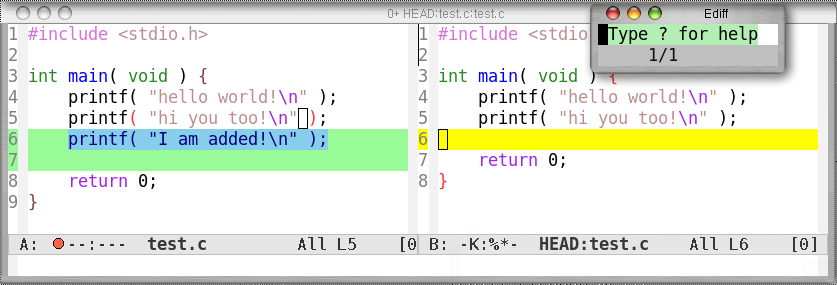 0+ HEAD:test.c:test.c
Ediff
Type ? for help
1/1
1 #include <stdio.h>
2
3 int main( void ) {
4     printf( "hello world!\n" );
5     printf( "hi you too!\n" );
6     printf( "I am added!\n" );
7
8     return 0;
9 }
A: --:---  test.c          All L5     [0
1 #include <stdio
2
3 int main( void ) {
4     printf( "hello world!\n" );
5     printf( "hi you too!\n" );
6
7     return 0;
8 }
B: -K:%*-  HEAD:test.c     All L6     [0]